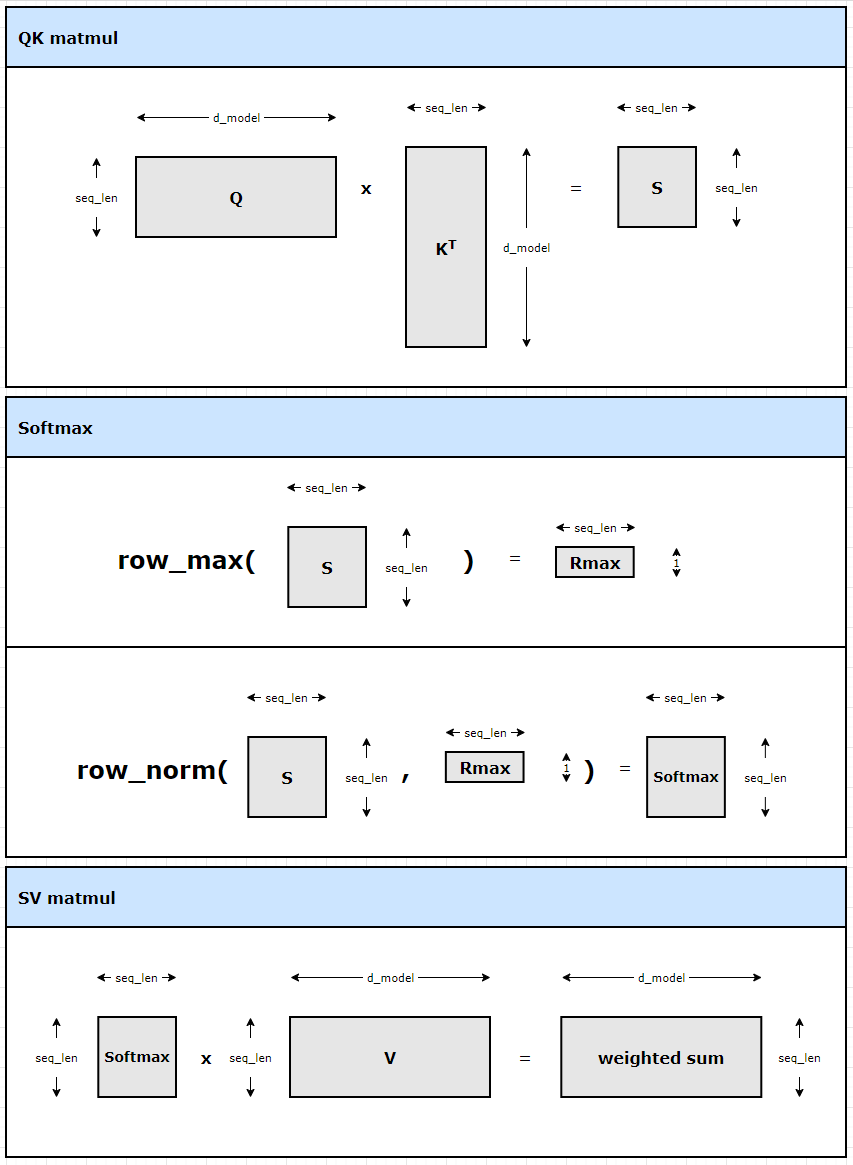 QK matmul
seq_len
seq_len
d_model
seq_len
Q
x
K^T
d_model
=
S
seq_len
Softmax
seq_len
seq_len
row_max(
S
seq_len
)
=
Rmax
1
seq_len
seq_len
seq_len
row_norm(
S
seq_len
,
Rmax
1
)
=
Softmax
seq_len
SV matmul
seq_len
d_model
d_model
seq_len
Softmax
x
seq_len
V
=
weighted sum
seq_len